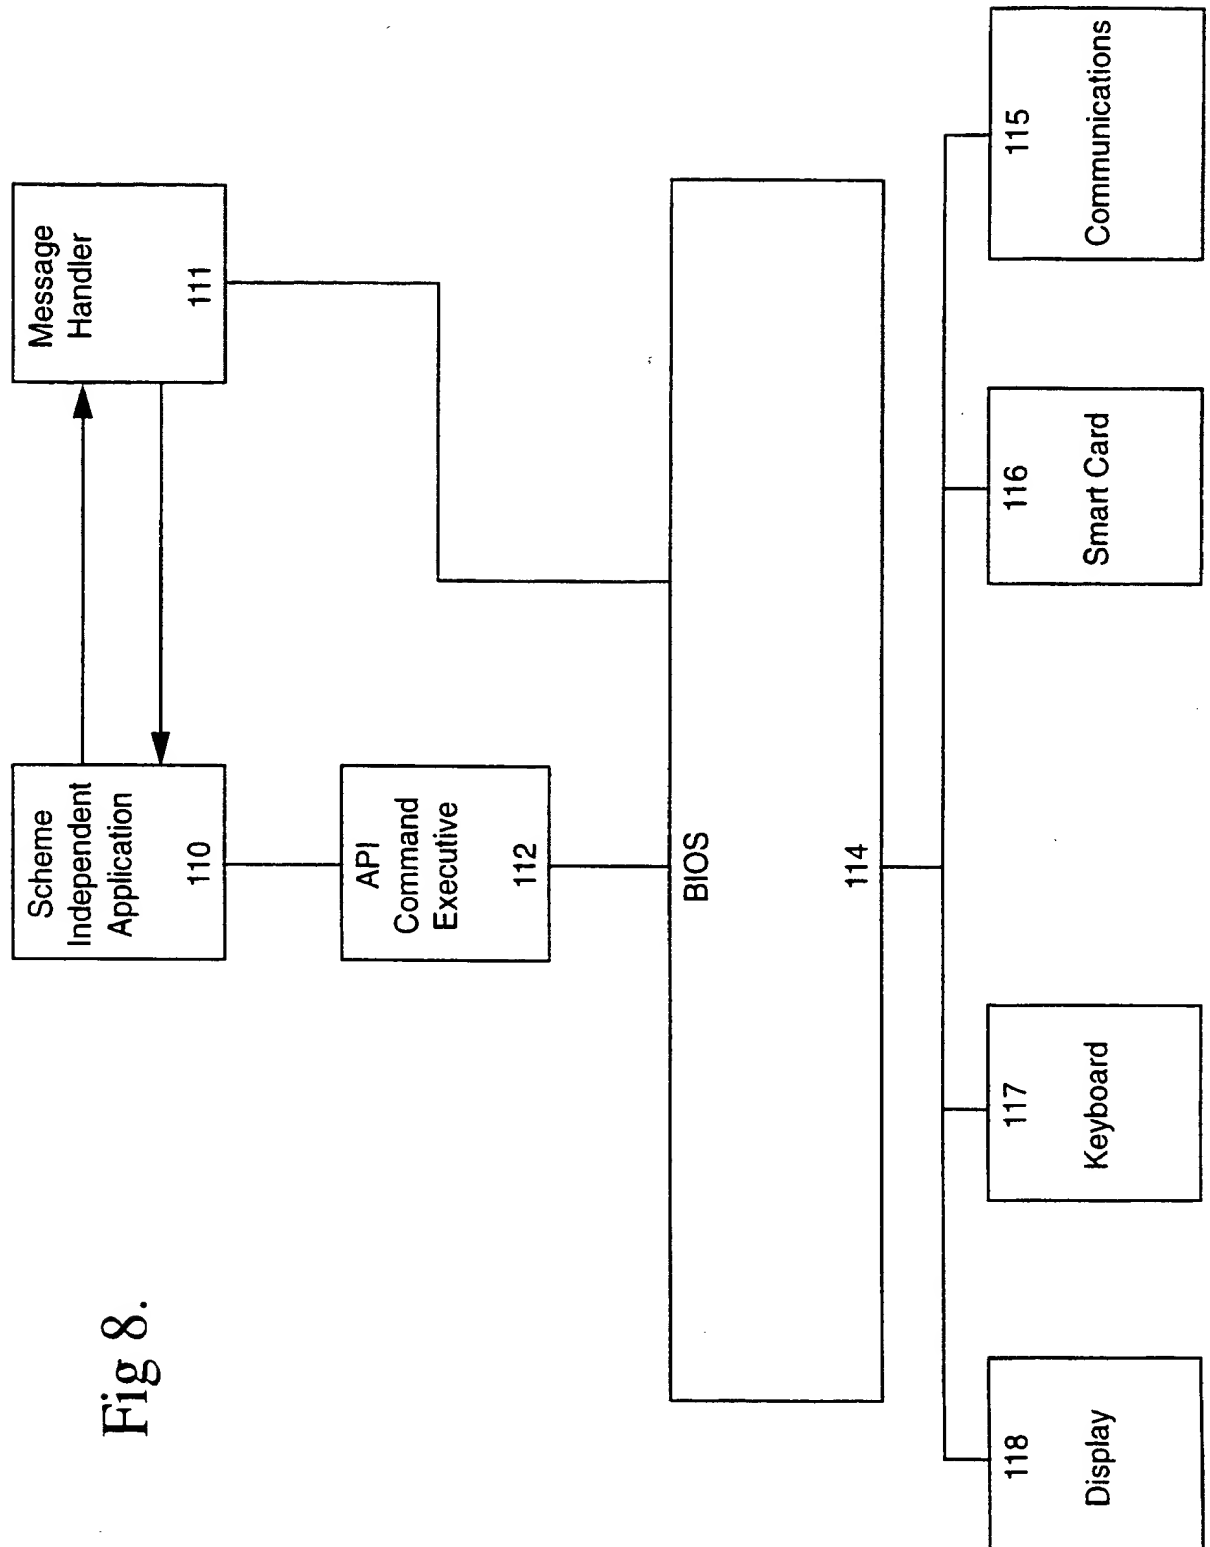 Fig 8.
Scheme
Independent
Application
110
Message
Handler
111
API
Command
Executive
112
BIOS
114
118
Display
117
Keyboard
116
Smart Card
115
Communications